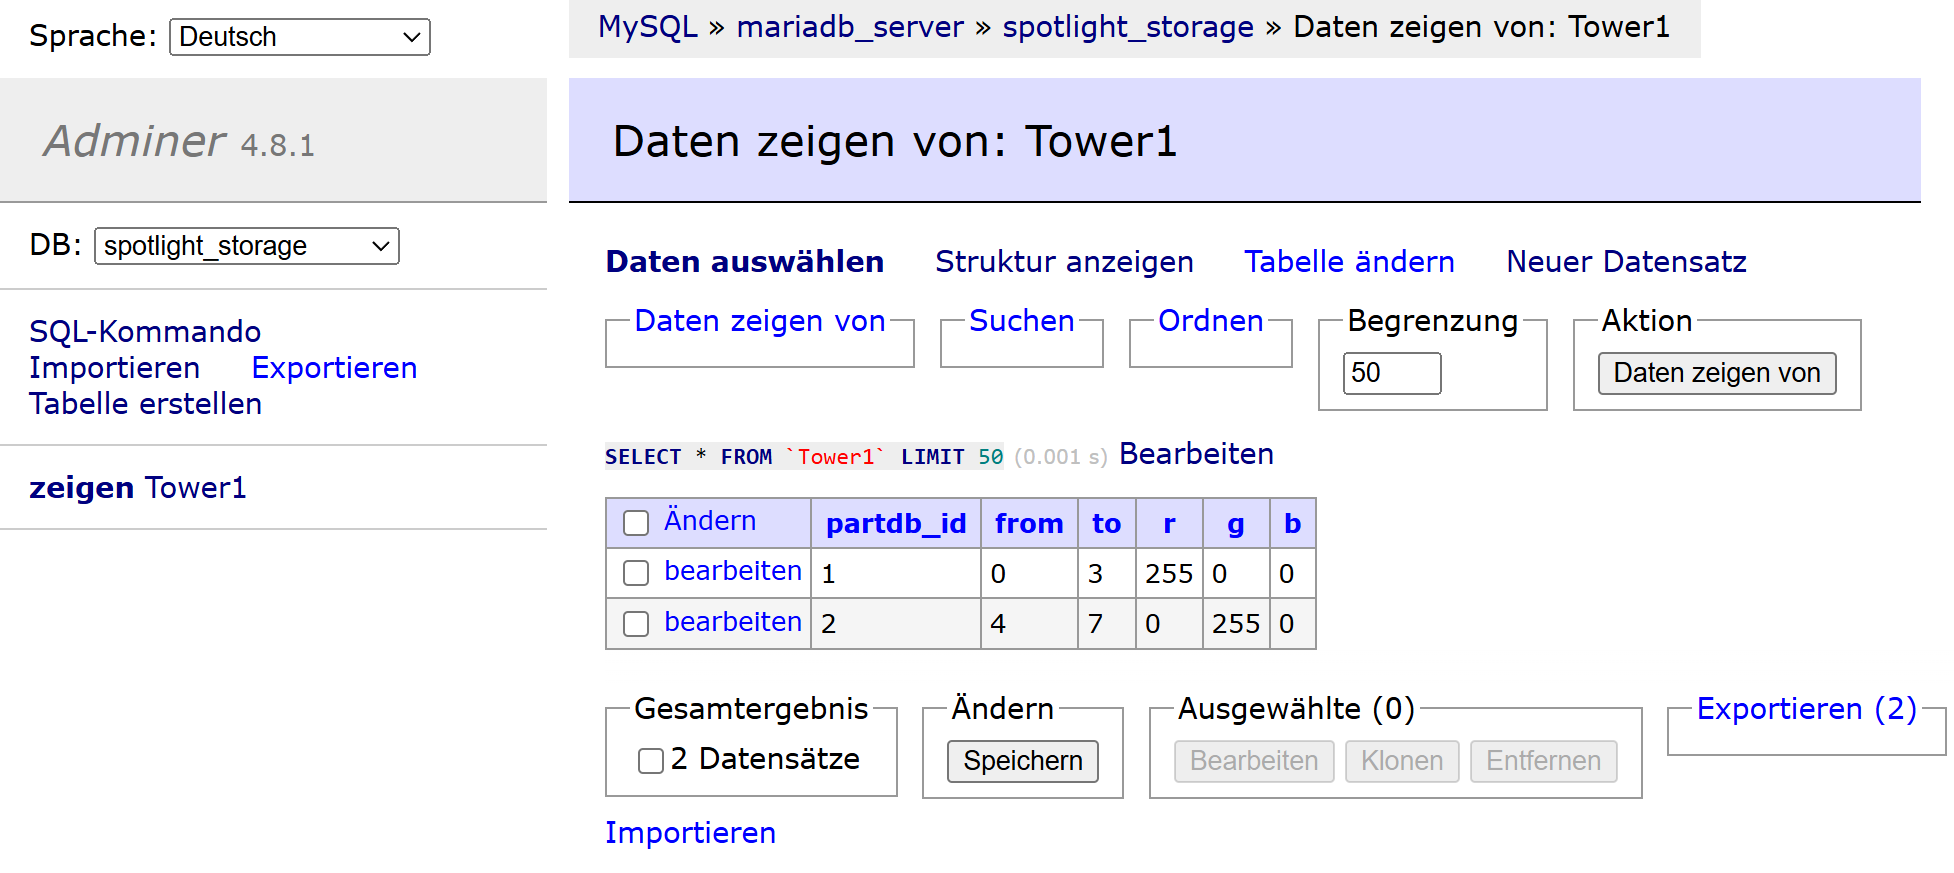 Sprache: Deutsch
MySQL » mariadb_server » spotlight_storage » Daten zeigen von: Tower1
Adminer 4.8.1
Daten zeigen von: Tower1
DB: spotlight_storage
SQL-Kommando
Importieren Exportieren
Tabelle erstellen
zeigen Tower1
Daten auswählen Struktur anzeigen Tabelle ändern Neuer Datensatz
Daten zeigen von Suchen Ordnen Begrenzung Aktion
50 Daten zeigen von
SELECT * FROM `Tower1` LIMIT 50 (0.001 s) Bearbeiten
Ändern partdb_id from to r g b
bearbeiten 1 0 3 255 0 0
bearbeiten 2 4 7 0 255 0
Gesamtergebnis Ändern Ausgewählte (0) Exportieren (2)
2 Datensätze Speichern Bearbeiten Klonen Entfernen
Importieren